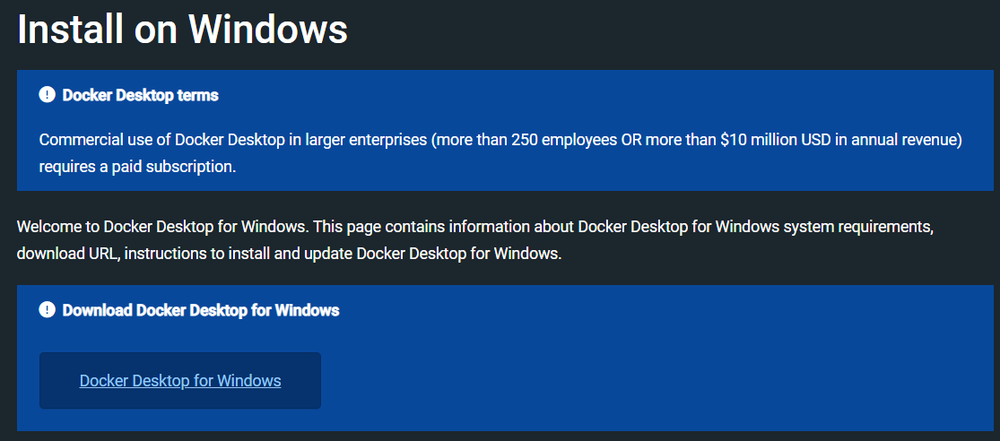 Install on Windows
Docker Desktop terms
Commercial use of Docker Desktop in larger enterprises (more than 250 employees OR more than $10 million USD in annual revenue)
requires a paid subscription.
Welcome to Docker Desktop for Windows. This page contains information about Docker Desktop for Windows system requirements,
download URL, instructions to install and update Docker Desktop for Windows.
Download Docker Desktop for Windows
Docker Desktop for Windows